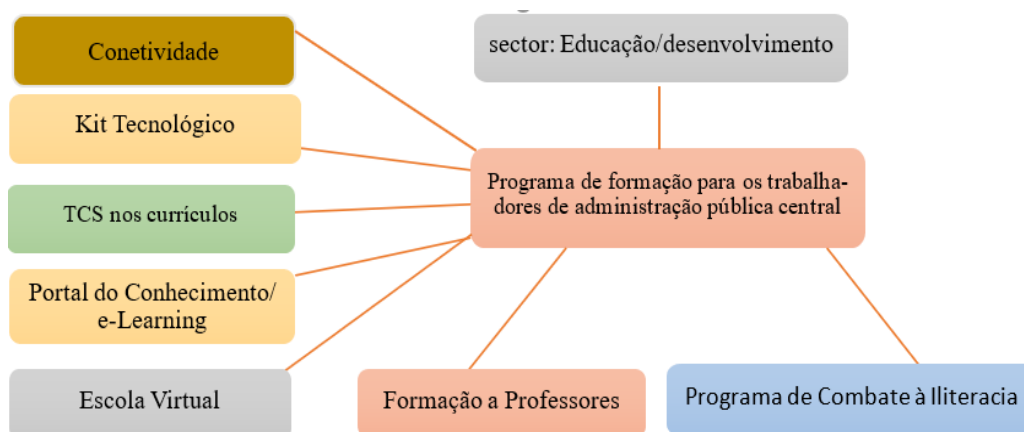 Conetividade
sector: Educação/desenvolvimento
Kit Tecnológico
Programa de formação para os trabalha-
dores de administração pública central
TCS nos currículos
Portal do Conhecimento/
e-Learning
Escola Virtual
Formação a Professores
Programa de Combate à Iliteracia